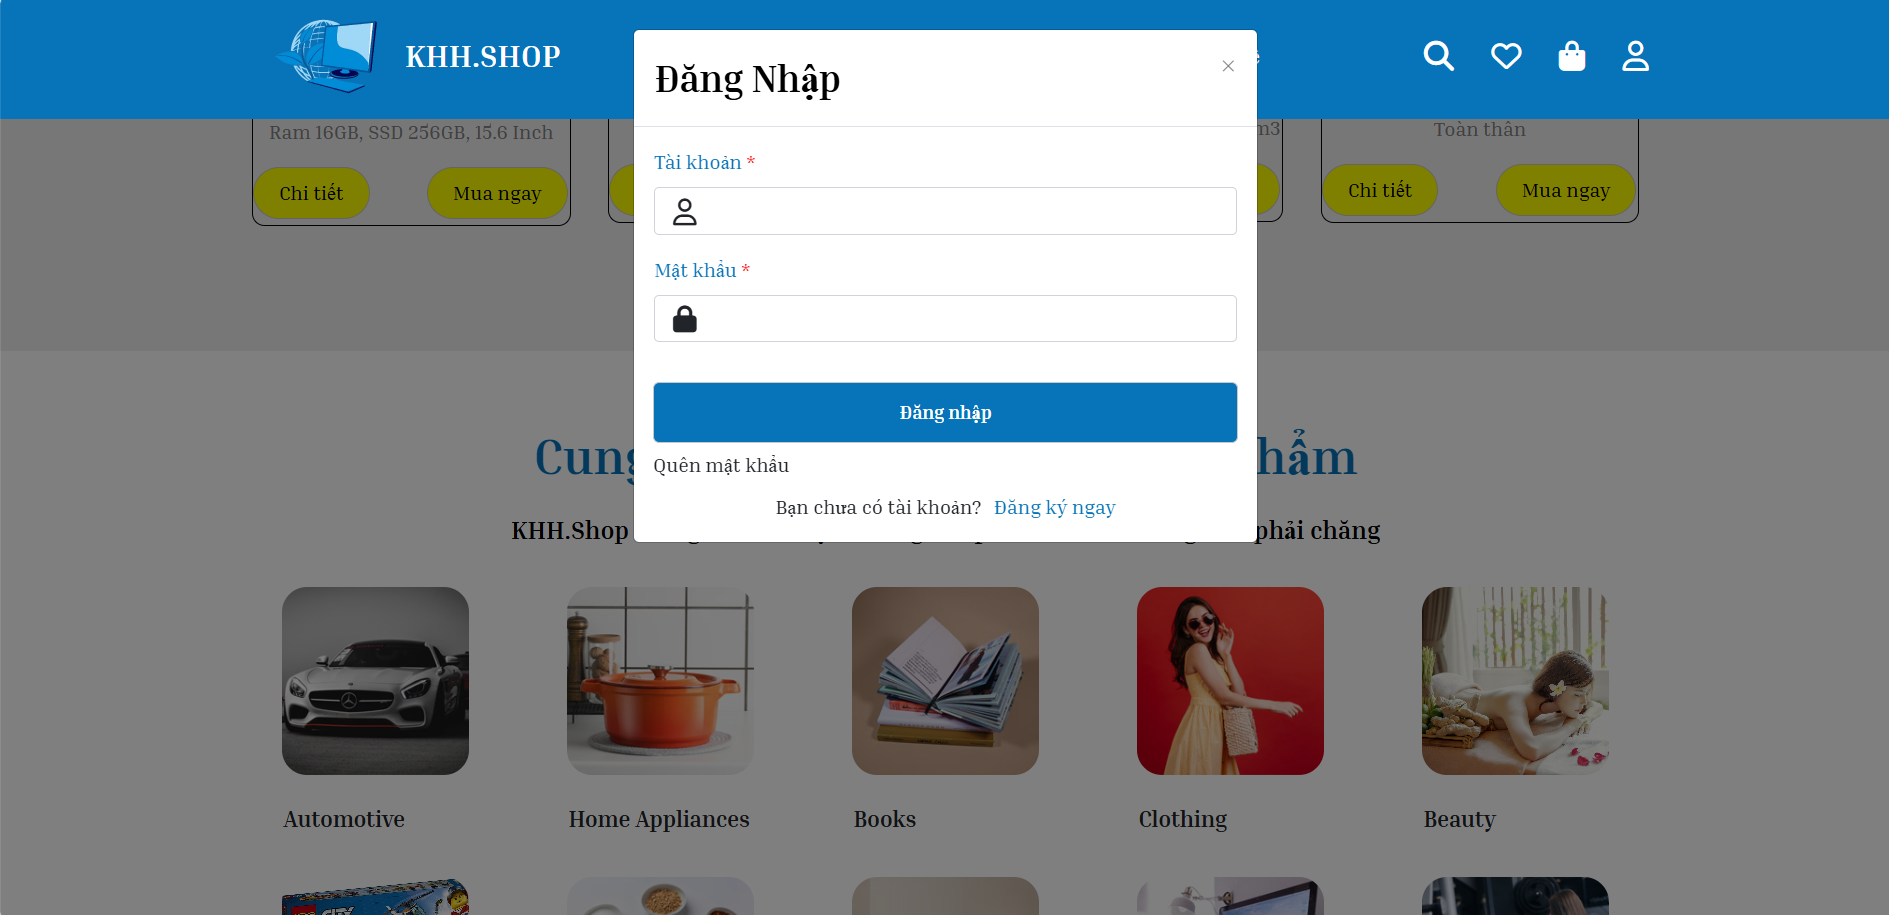 KHH.SHOP
Đăng Nhập
×
Ram 16GB, SSD 256GB, 15.6 Inch
Toàn thân
Chi tiết
Mua ngay
Chi tiết
Mua ngay
Tài khoản *
Mật khẩu *
Đăng nhập
Quên mật khẩu
Bạn chưa có tài khoản? Đăng ký ngay
KHH.Shop
phải chăng
Automotive
Home Appliances
Books
Clothing
Beauty
CITY